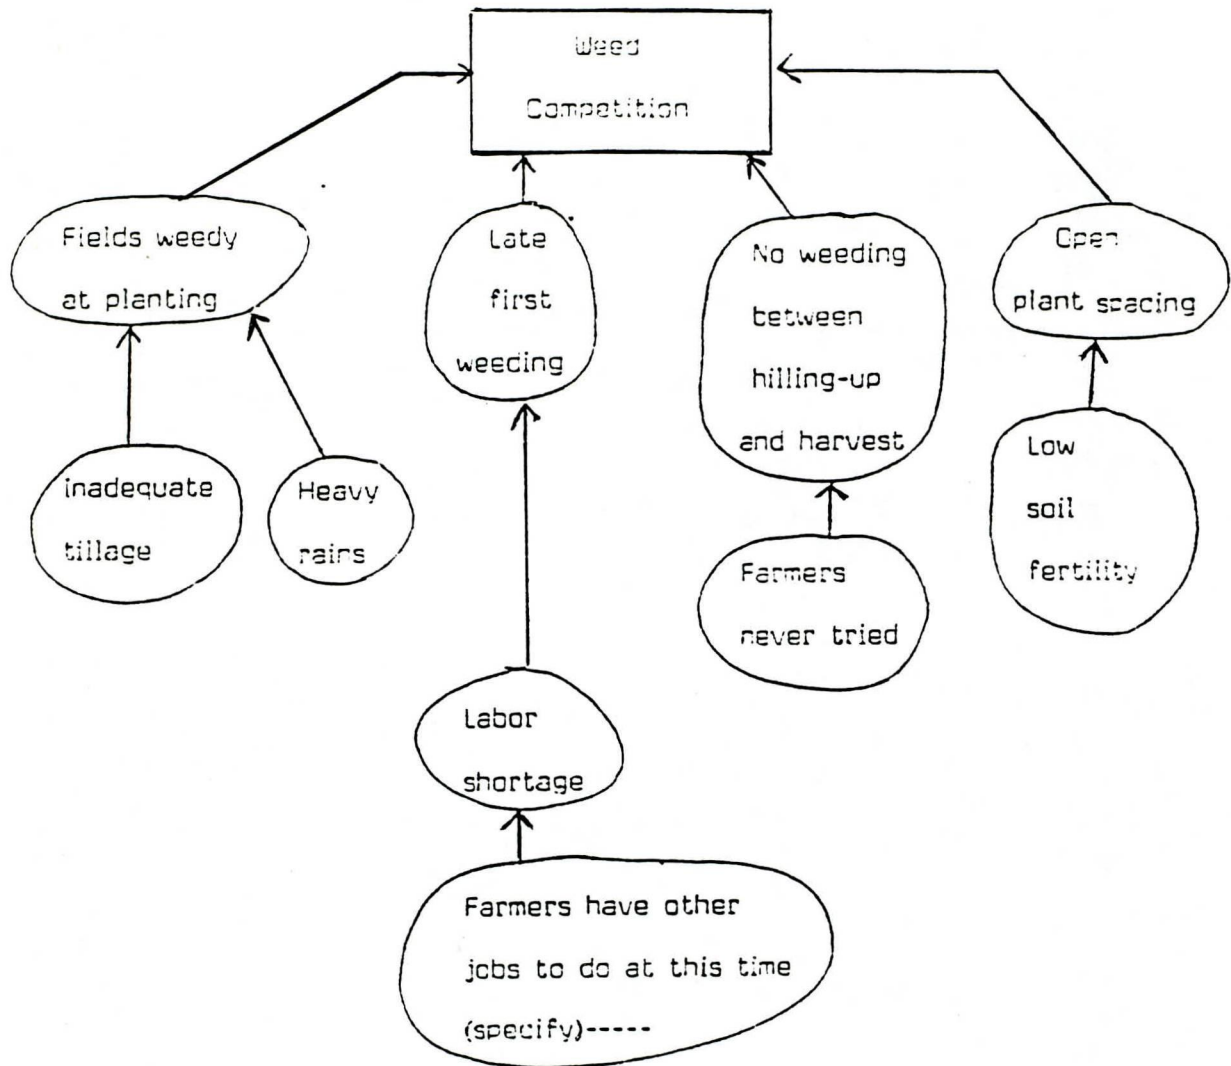 Weed
Competition
Fields weedy
at planting
Late
first
weeding
No weeding
between
hilling-up
and harvest
Open
plant spacing
inadequate
tillage
Heavy
rains
Farmers
never tried
Low
soil
fertility
Labor
shortage
Farmers have other
jobs to do at this time
(specify)-----